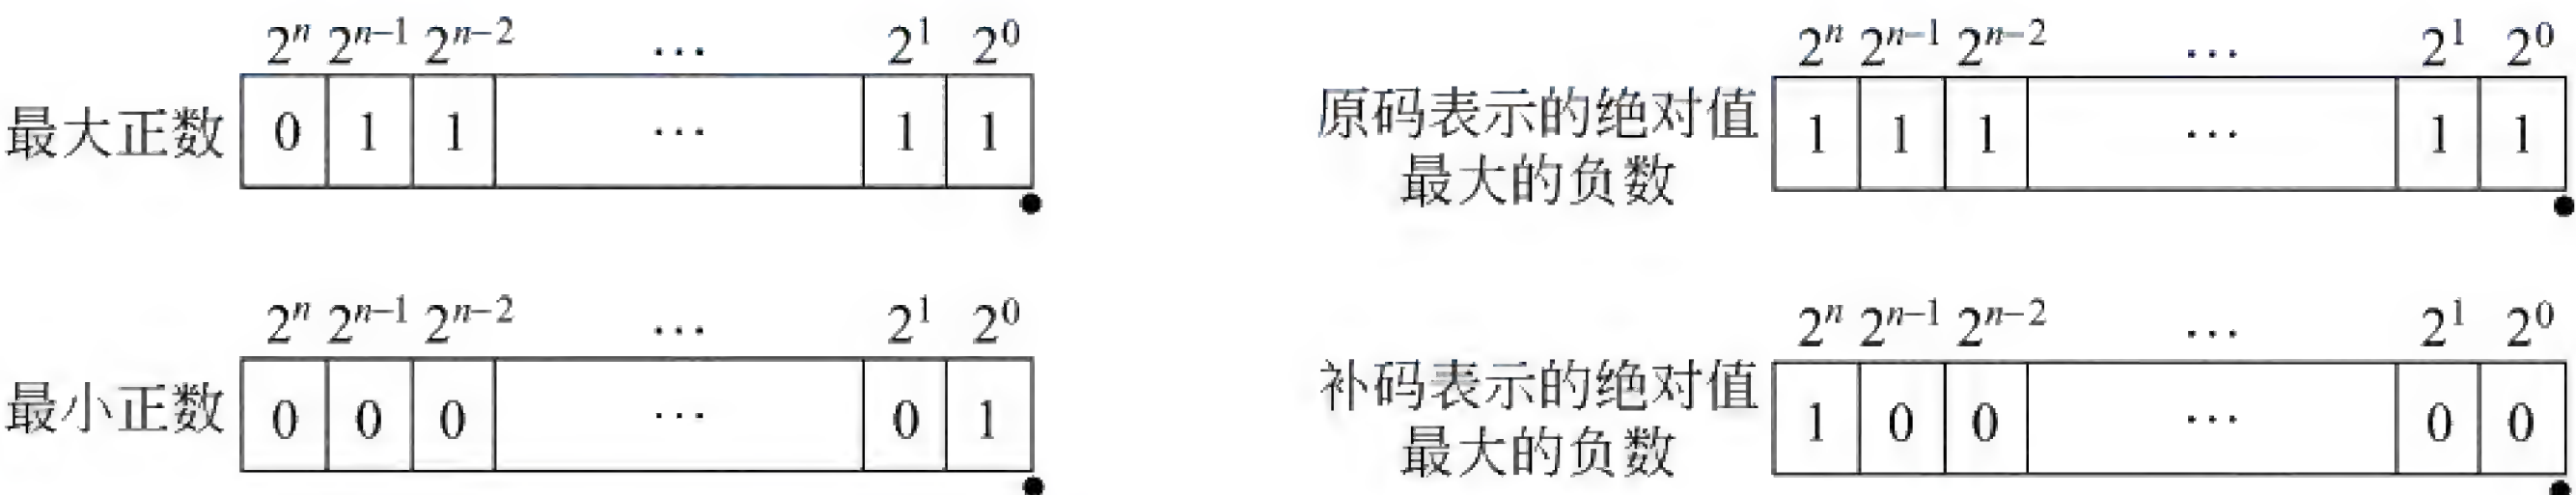 2ⁿ 2ⁿ⁻¹ 2ⁿ⁻² … 2¹ 2⁰
最大正数 0 1 1 … 1 1
2ⁿ 2ⁿ⁻¹ 2ⁿ⁻² … 2¹ 2⁰
原码表示的绝对值 1 1 1 … 1 1
最大的负数
2ⁿ 2ⁿ⁻¹ 2ⁿ⁻² … 2¹ 2⁰
最小正数 0 0 0 … 0 1
2ⁿ 2ⁿ⁻¹ 2ⁿ⁻² … 2¹ 2⁰
补码表示的绝对值 1 0 0 … 0 0
最大的负数